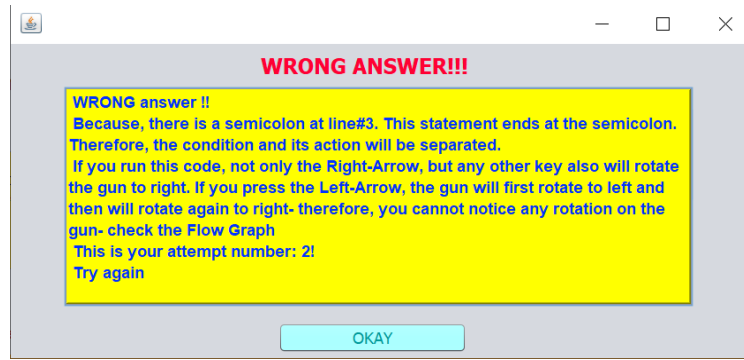 WRONG ANSWER!!!
WRONG answer !!
Because, there is a semicolon at line#3. This statement ends at the semicolon.
Therefore, the condition and its action will be separated.
If you run this code, not only the Right-Arrow, but any other key also will rotate
the gun to right. If you press the Left-Arrow, the gun will first rotate to left and
then will rotate again to right- therefore, you cannot notice any rotation on the
gun- check the Flow Graph
This is your attempt number: 2!
Try again
OKAY